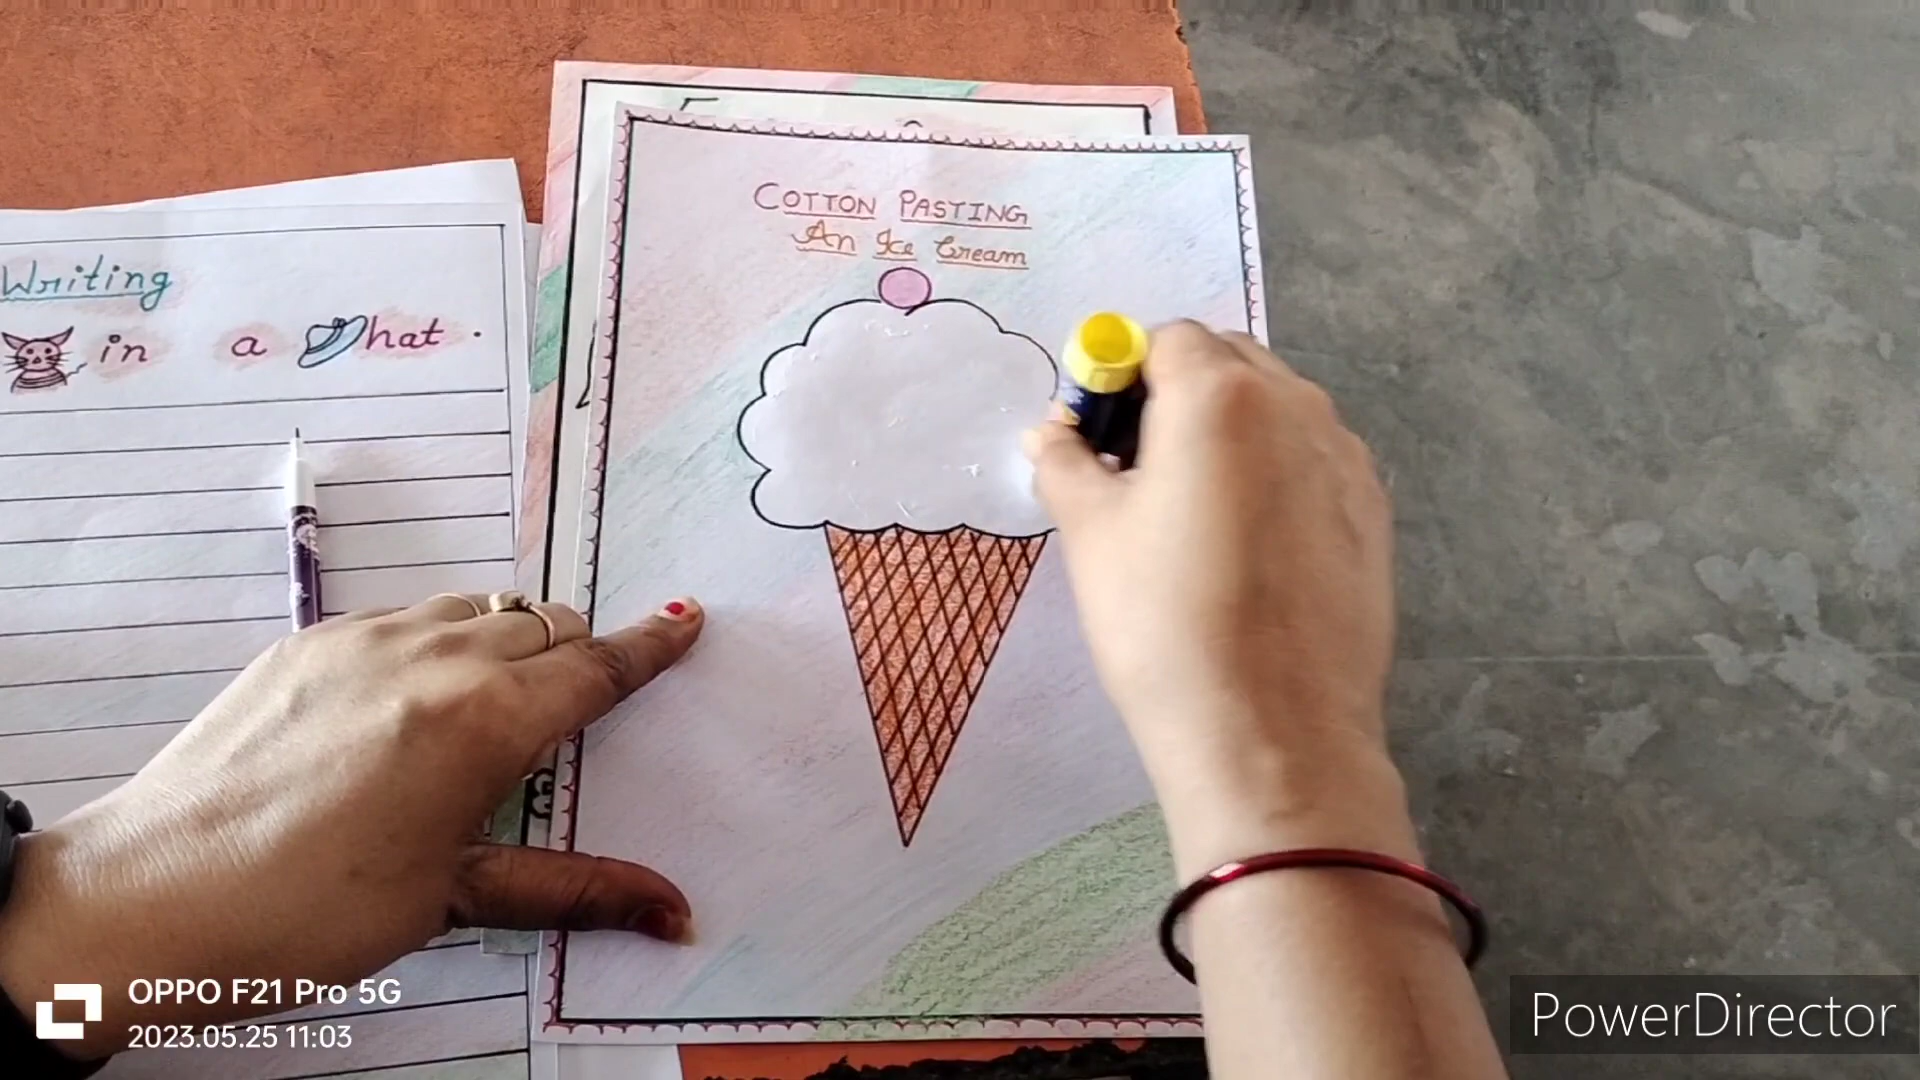 COTTON PASTING
An Ice Cream
Writing
in a hat.
OPPO F21 Pro 5G
2023.05.25 11:03
PowerDirector